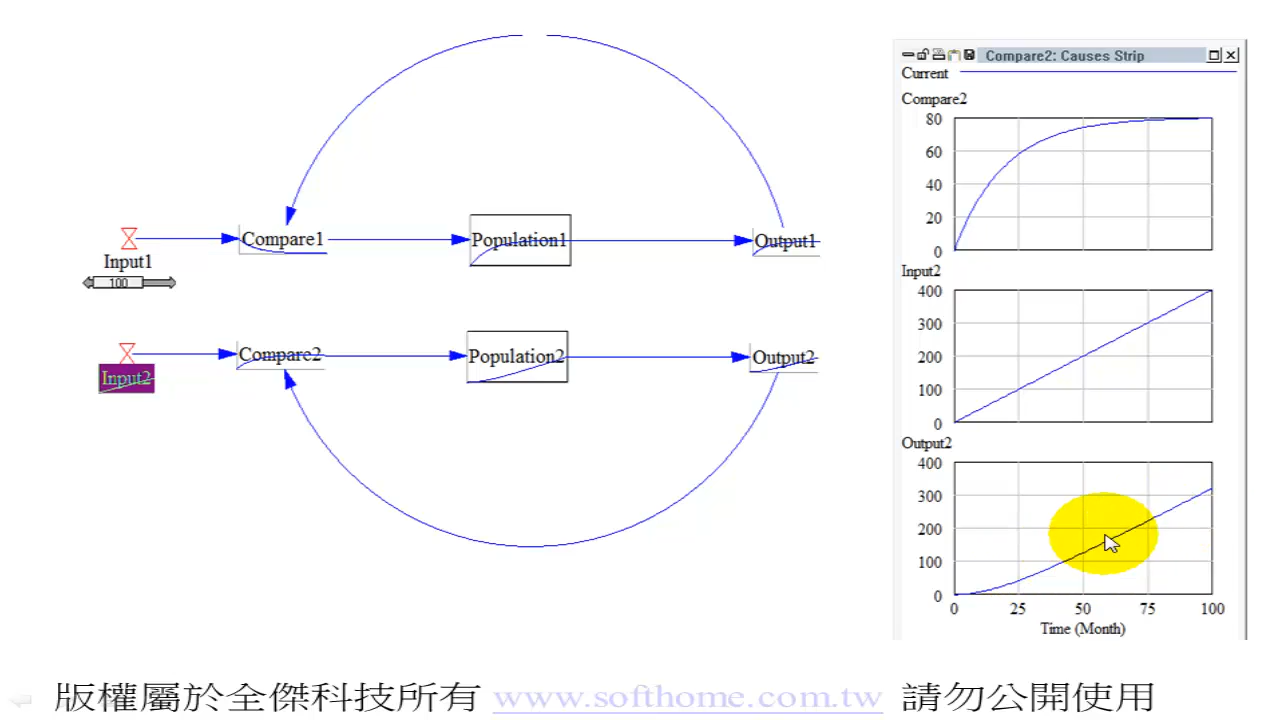 Compare2: Causes Strip
Current
Compare2
80
60
40
20
0
Input2
400
300
200
100
0
Output2
400
300
200
100
0
0 25 50 75 100
Time (Month)
Compare1
Population1
Output1
Input1
100
Compare2
Population2
Output2
Input2
版權屬於全傑科技所有 www.softhome.com.tw 請勿公開使用